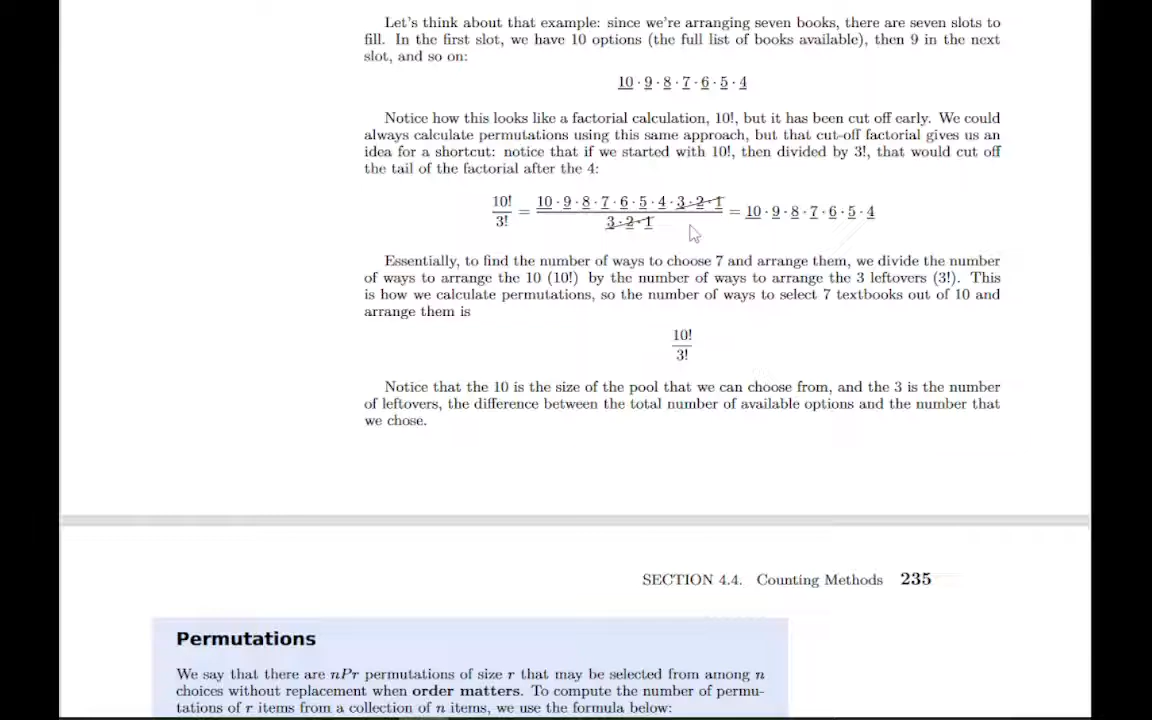 Let's think about that example: since we're arranging seven books, there are seven slots to
fill. In the first slot, we have 10 options (the full list of books available), then 9 in the next
slot, and so on:
10 · 9 · 8 · 7 · 6 · 5 · 4
Notice how this looks like a factorial calculation, 10!, but it has been cut off early. We could
always calculate permutations using this same approach, but that cut-off factorial gives us an
idea for a shortcut: notice that if we started with 10!, then divided by 3!, that would cut off
the tail of the factorial after the 4:
10!/3! = 10 · 9 · 8 · 7 · 6 · 5 · 4 · 3 · 2 · 1 / 3 · 2 · 1 = 10 · 9 · 8 · 7 · 6 · 5 · 4
Essentially, to find the number of ways to choose 7 and arrange them, we divide the number
of ways to arrange the 10 (10!) by the number of ways to arrange the 3 leftovers (3!). This
is how we calculate permutations, so the number of ways to select 7 textbooks out of 10 and
arrange them is
10!
3!
Notice that the 10 is the size of the pool that we can choose from, and the 3 is the number
of leftovers, the difference between the total number of available options and the number that
we chose.
SECTION 4.4. Counting Methods 235
Permutations
We say that there are nPr permutations of size r that may be selected from among n
choices without replacement when order matters. To compute the number of permu-
tations of r items from a collection of n items, we use the formula below: